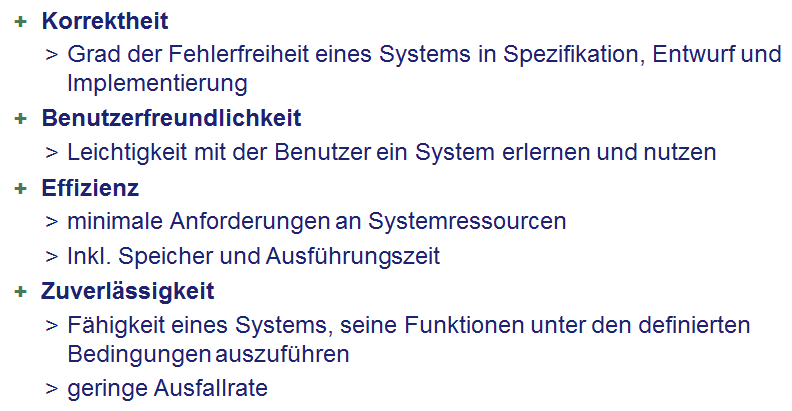 + Korrektheit
> Grad der Fehlerfreiheit eines Systems in Spezifikation, Entwurf und
Implementierung
+ Benutzerfreundlichkeit
> Leichtigkeit mit der Benutzer ein System erlernen und nutzen
+ Effizienz
> minimale Anforderungen an Systemressourcen
> Inkl. Speicher und Ausführungszeit
+ Zuverlässigkeit
> Fähigkeit eines Systems, seine Funktionen unter den definierten
Bedingungen auszuführen
> geringe Ausfallrate